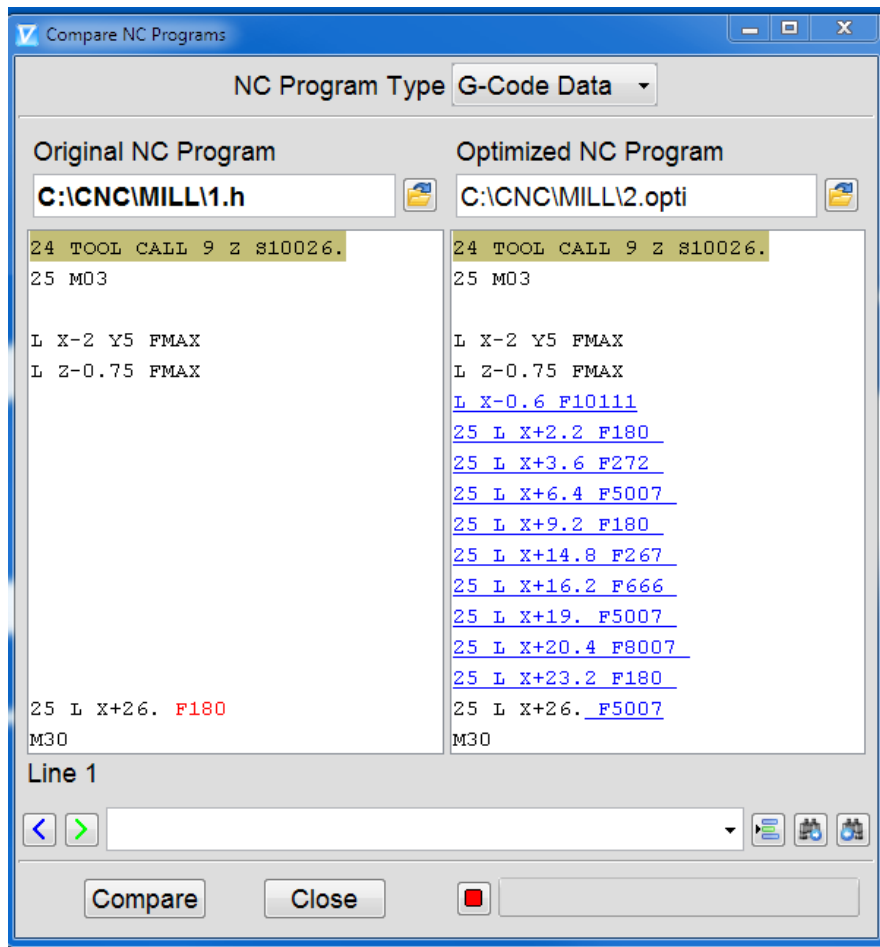 Compare NC Programs
NC Program Type G-Code Data
Original NC Program
C:\CNC\MILL\1.h
24 TOOL CALL 9 Z S10026.
25 M03
L X-2 Y5 FMAX
L Z-0.75 FMAX
25 L X+26. F180
M30
Optimized NC Program
C:\CNC\MILL\2.opti
24 TOOL CALL 9 Z S10026.
25 M03
L X-2 Y5 FMAX
L Z-0.75 FMAX
L X-0.6 F10111
25 L X+2.2 F180
25 L X+3.6 F272
25 L X+6.4 F5007
25 L X+9.2 F180
25 L X+14.8 F267
25 L X+16.2 F666
25 L X+19. F5007
25 L X+20.4 F8007
25 L X+23.2 F180
25 L X+26. F5007
M30
Line 1
Compare
Close